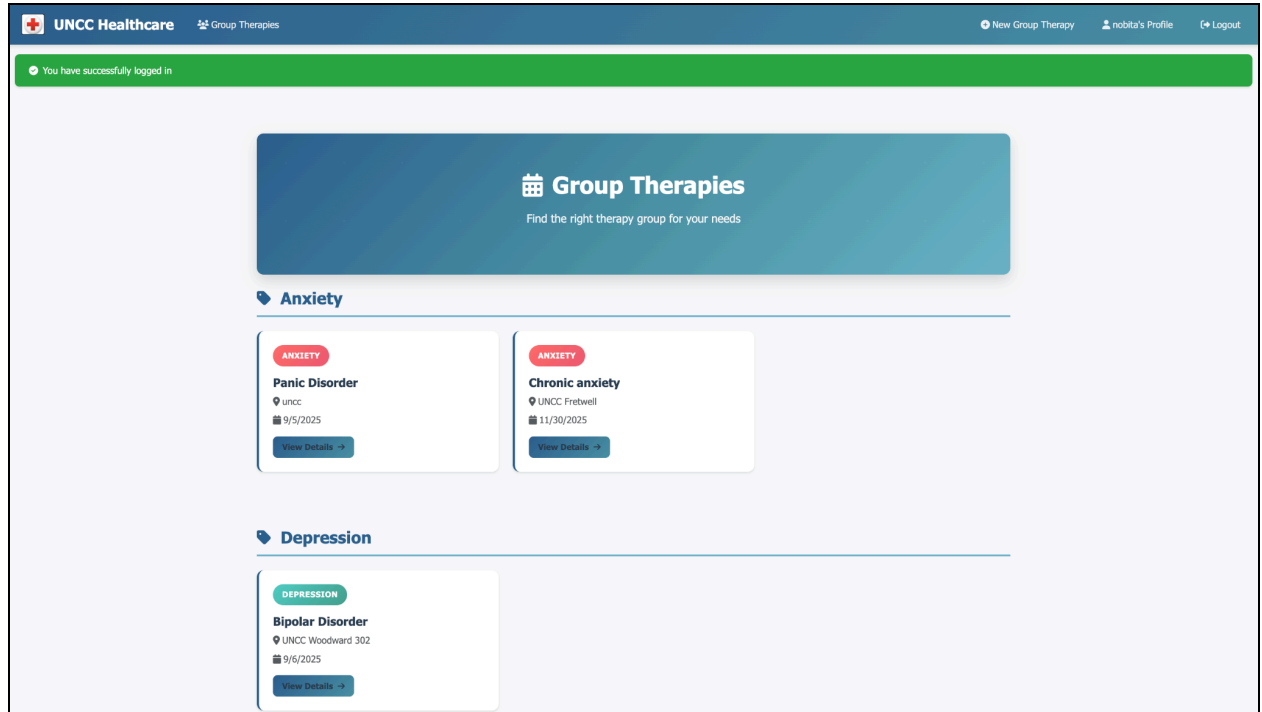 UNCC Healthcare Group Therapies New Group Therapy nobita's Profile Logout
You have successfully logged in
Group Therapies
Find the right therapy group for your needs
Anxiety
ANXIETY
Panic Disorder
uncc
9/5/2025
View Details →
ANXIETY
Chronic anxiety
UNCC Fretwell
11/30/2025
View Details →
Depression
DEPRESSION
Bipolar Disorder
UNCC Woodward 302
9/6/2025
View Details →